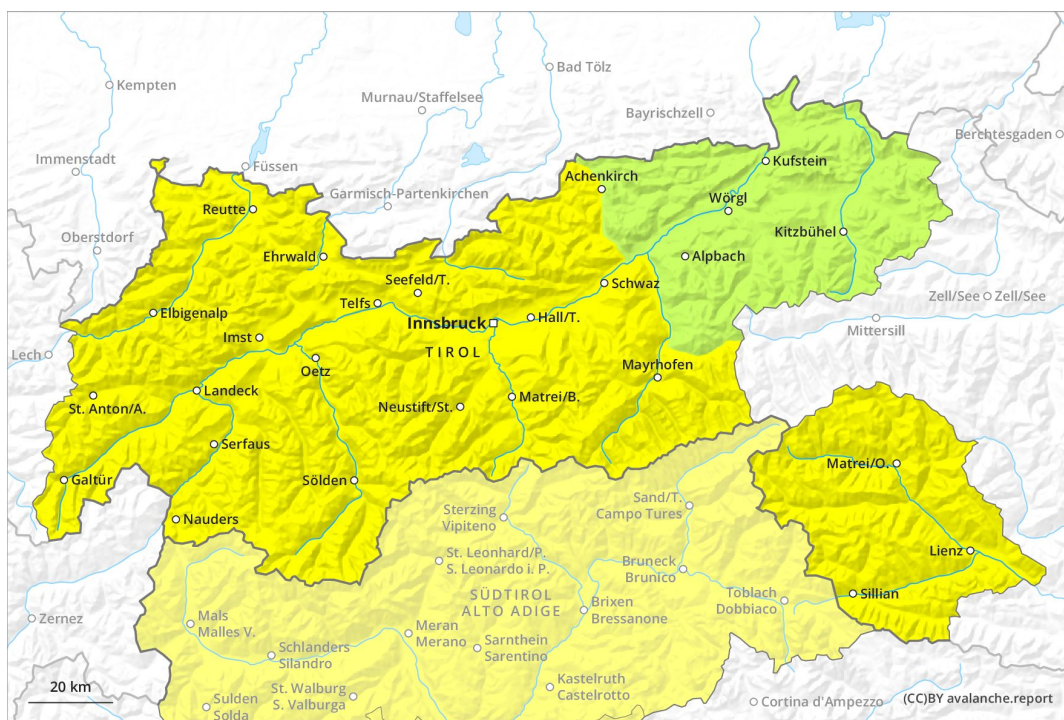 Kempten
Bad Tölz
Murnau/Staffelsee
Bayrischzell
Berchtesgaden
Immenstadt
Füssen
Kufstein
Garmisch-Partenkirchen
Achenkirch
Wörgl
Reutte
Oberstdorf
Kitzbühel
Ehrwald
Alpbach
Seefeld/T.
Schwaz
Zell/See
Zell/See
Telfs
Elbigenalp
Hall/T.
Innsbruck
Mittersill
Imst
TIROL
Lech
Oetz
Mayrhofen
Landeck
Matrei/B.
St. Anton/A.
Neustift/St.
Serfaus
Matrei/O.
Galtür
Sölden
Sand/T.
Campo Tures
Sterzing
Vipiteno
Nauders
St. Leonhard/P.
S. Leonardo i. P.
Lienz
Bruneck
Brunico
SÜDTIROL
ALTO ADIGE
Toblach
Dobbiaco
Sillian
Brixen
Bressanone
Mals
Malles V.
Zernez
Meran
Merano
Sarnthein
Sarentino
Schlanders
Silandro
Kastelruth
Castelrotto
20 km
St. Walburg
S. Valburga
Sulden
Solda
Cortina d'Ampezzo
(CC)BY avalanche.report